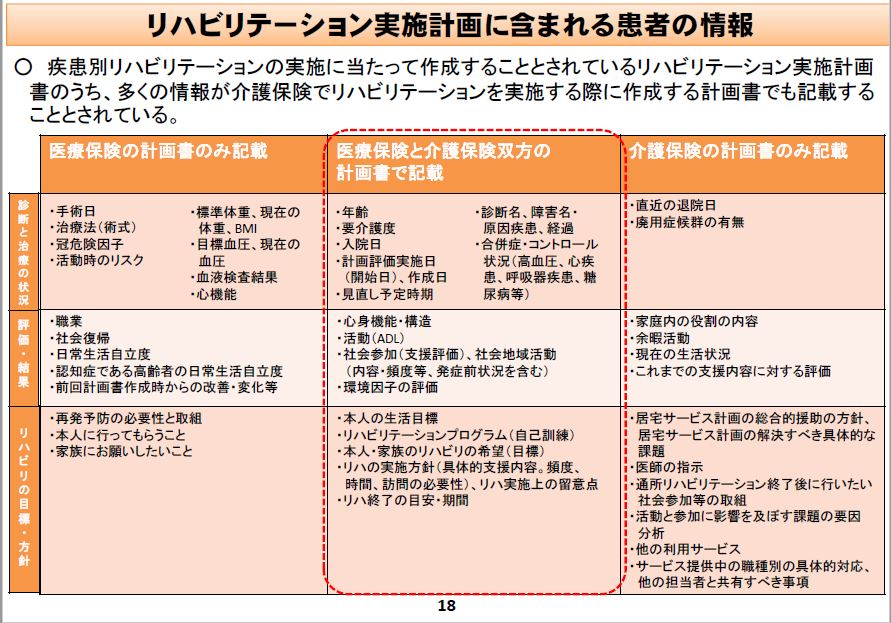 リハビリテーション実施計画に含まれる患者の情報
○ 疾患別リハビリテーションの実施に当たって作成することとされているリハビリテーション実施計画
書のうち、多くの情報が介護保険でリハビリテーションを実施する際に作成する計画書でも記載する
こととされている。
医療保険の計画書のみ記載
医療保険と介護保険双方の
計画書で記載
介護保険の計画書のみ記載
診断と治療の状況
・手術日
・治療法(術式)
・冠危険因子
・活動時のリスク
・標準体重、現在の
体重、BMI
・目標血圧、現在の
血圧
・血液検査結果
・心機能
・年齢
・要介護度
・入院日
・計画評価実施日
(開始日)、作成日
・見直し予定時期
・診断名、障害名・
原因疾患、経過
・合併症・コントロール
状況(高血圧、心疾
患、呼吸器疾患、糖
尿病等)
・直近の退院日
・廃用症候群の有無
評価・結果
・職業
・社会復帰
・日常生活自立度
・認知症である高齢者の日常生活自立度
・前回計画書作成時からの改善・変化等
・心身機能・構造
・活動(ADL)
・社会参加(支援評価)、社会地域活動
(内容・頻度等、発症前状況を含む)
・環境因子の評価
・家庭内の役割の内容
・余暇活動
・現在の生活状況
・これまでの支援内容に対する評価
リハビリの目標・方針
・再発予防の必要性と取組
・本人に行ってもらうこと
・家族にお願いしたいこと
・本人の生活目標
・リハビリテーションプログラム(自己訓練)
・本人・家族のリハビリの希望(目標)
・リハの実施方針(具体的支援内容。頻度、
時間、訪問の必要性)、リハ実施上の留意点
・リハ終了の目安・期間
・居宅サービス計画の総合的援助の方針、
居宅サービス計画の解決すべき具体的な
課題
・医師の指示
・通所リハビリテーション終了後に行いたい
社会参加等の取組
・活動と参加に影響を及ぼす課題の要因
分析
・他の利用サービス
・サービス提供中の職種別の具体的対応、
他の担当者と共有すべき事項
18